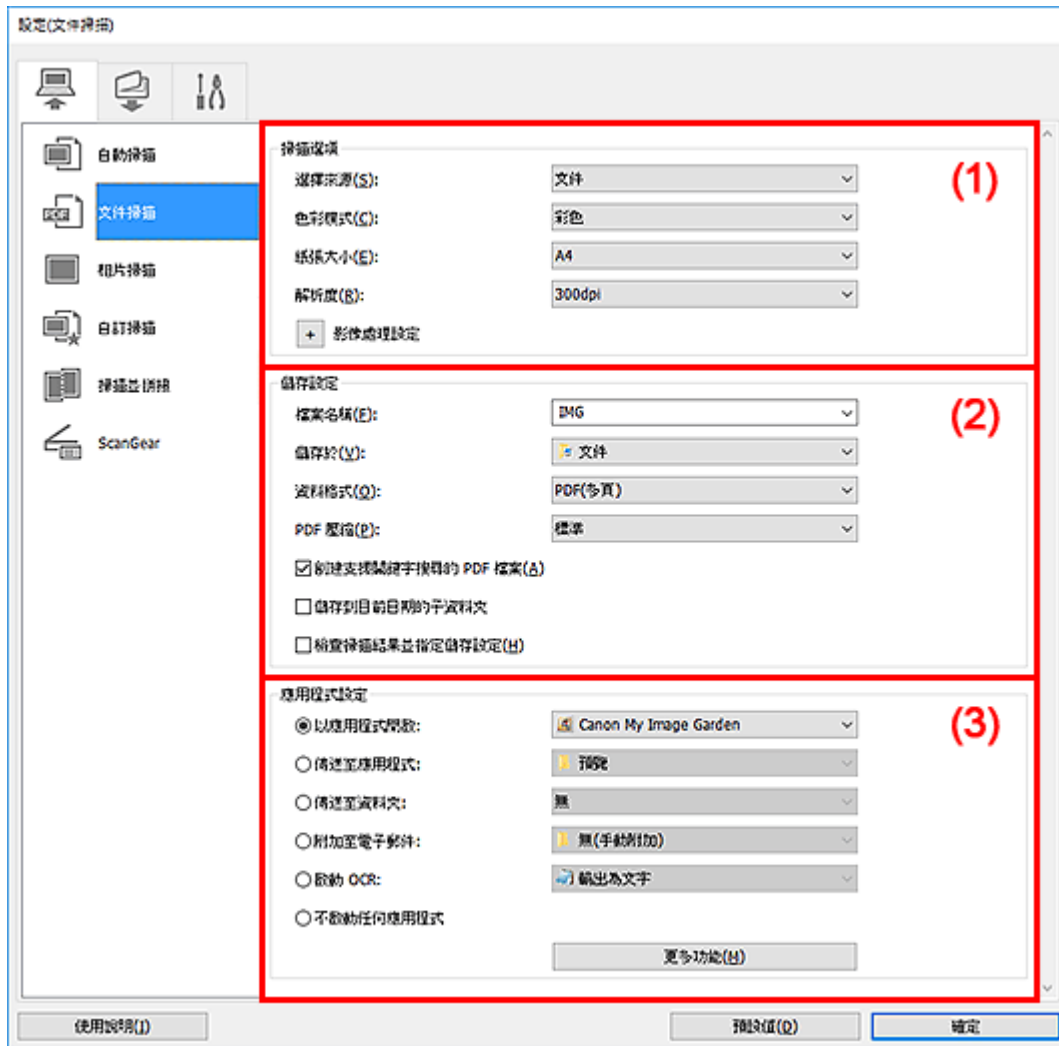 設定(文件掃描)
自動掃描
文件掃描
相片掃描
自訂掃描
掃描並拼接
ScanGear
掃描選項
(1)
選擇來源(S): 文件
色彩模式(C): 彩色
紙張大小(E): A4
解析度(R): 300dpi
+ 影像處理設定
儲存設定
(2)
檔案名稱(F): IMG
儲存於(V): 文件
資料格式(O): PDF(多頁)
PDF 壓縮(P): 標準
創建支援關鍵字搜尋的 PDF 檔案(A)
儲存到目前日期的子資料夾
檢查掃描結果並指定儲存設定(H)
應用程式設定
(3)
以應用程式開啟: Canon My Image Garden
傳送至應用程式: 預覽
傳送至資料夾: 無
附加至電子郵件: 無(手動附加)
啟動 OCR: 輸出為文字
不啟動任何應用程式
更多功能(M)
使用說明(I)
預設值(D)
確定